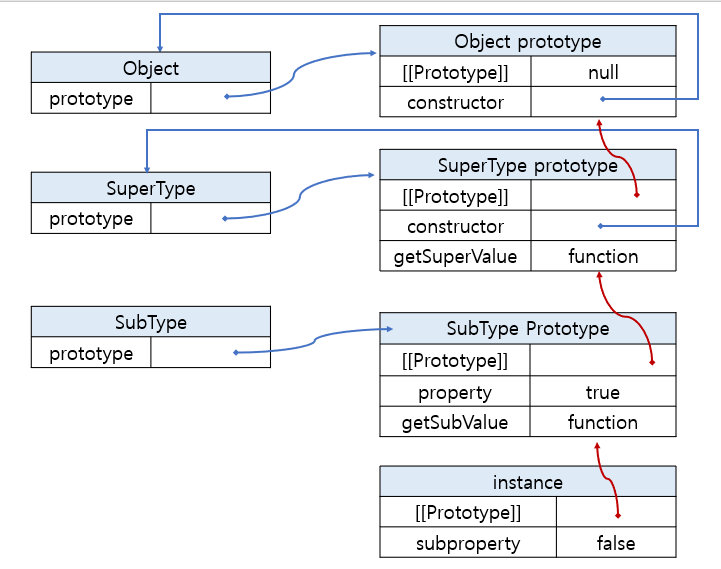 Object
prototype
Object prototype
[[Prototype]] null
constructor
SuperType
prototype
SuperType prototype
[[Prototype]]
constructor
getSuperValue function
SubType
prototype
SubType Prototype
[[Prototype]]
property true
getSubValue function
instance
[[Prototype]]
subproperty false